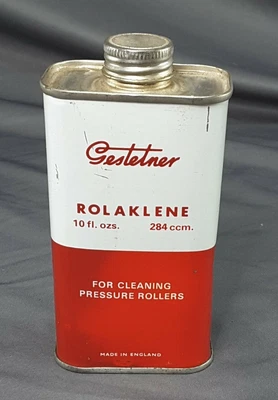 Gestetner
ROLAKLENE
10 fl. ozs. 284 ccm.
FOR CLEANING
PRESSURE ROLLERS
MADE IN ENGLAND